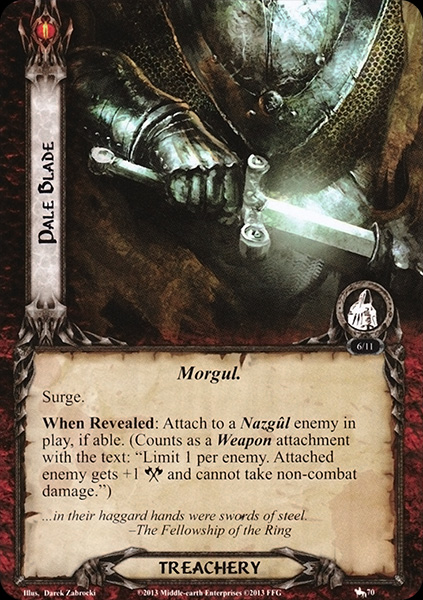 PALE BLADE
6/11
Morgul.
Surge.
When Revealed: Attach to a Nazgûl enemy in
play, if able. (Counts as a Weapon attachment
with the text: “Limit 1 per enemy. Attached
enemy gets +1 and cannot take non-combat
damage.”)
...in their haggard hands were swords of steel.
–The Fellowship of the Ring
TREACHERY
Illus. Darek Zabrocki
©2013 Middle-earth Enterprises ©2013 FFG
70